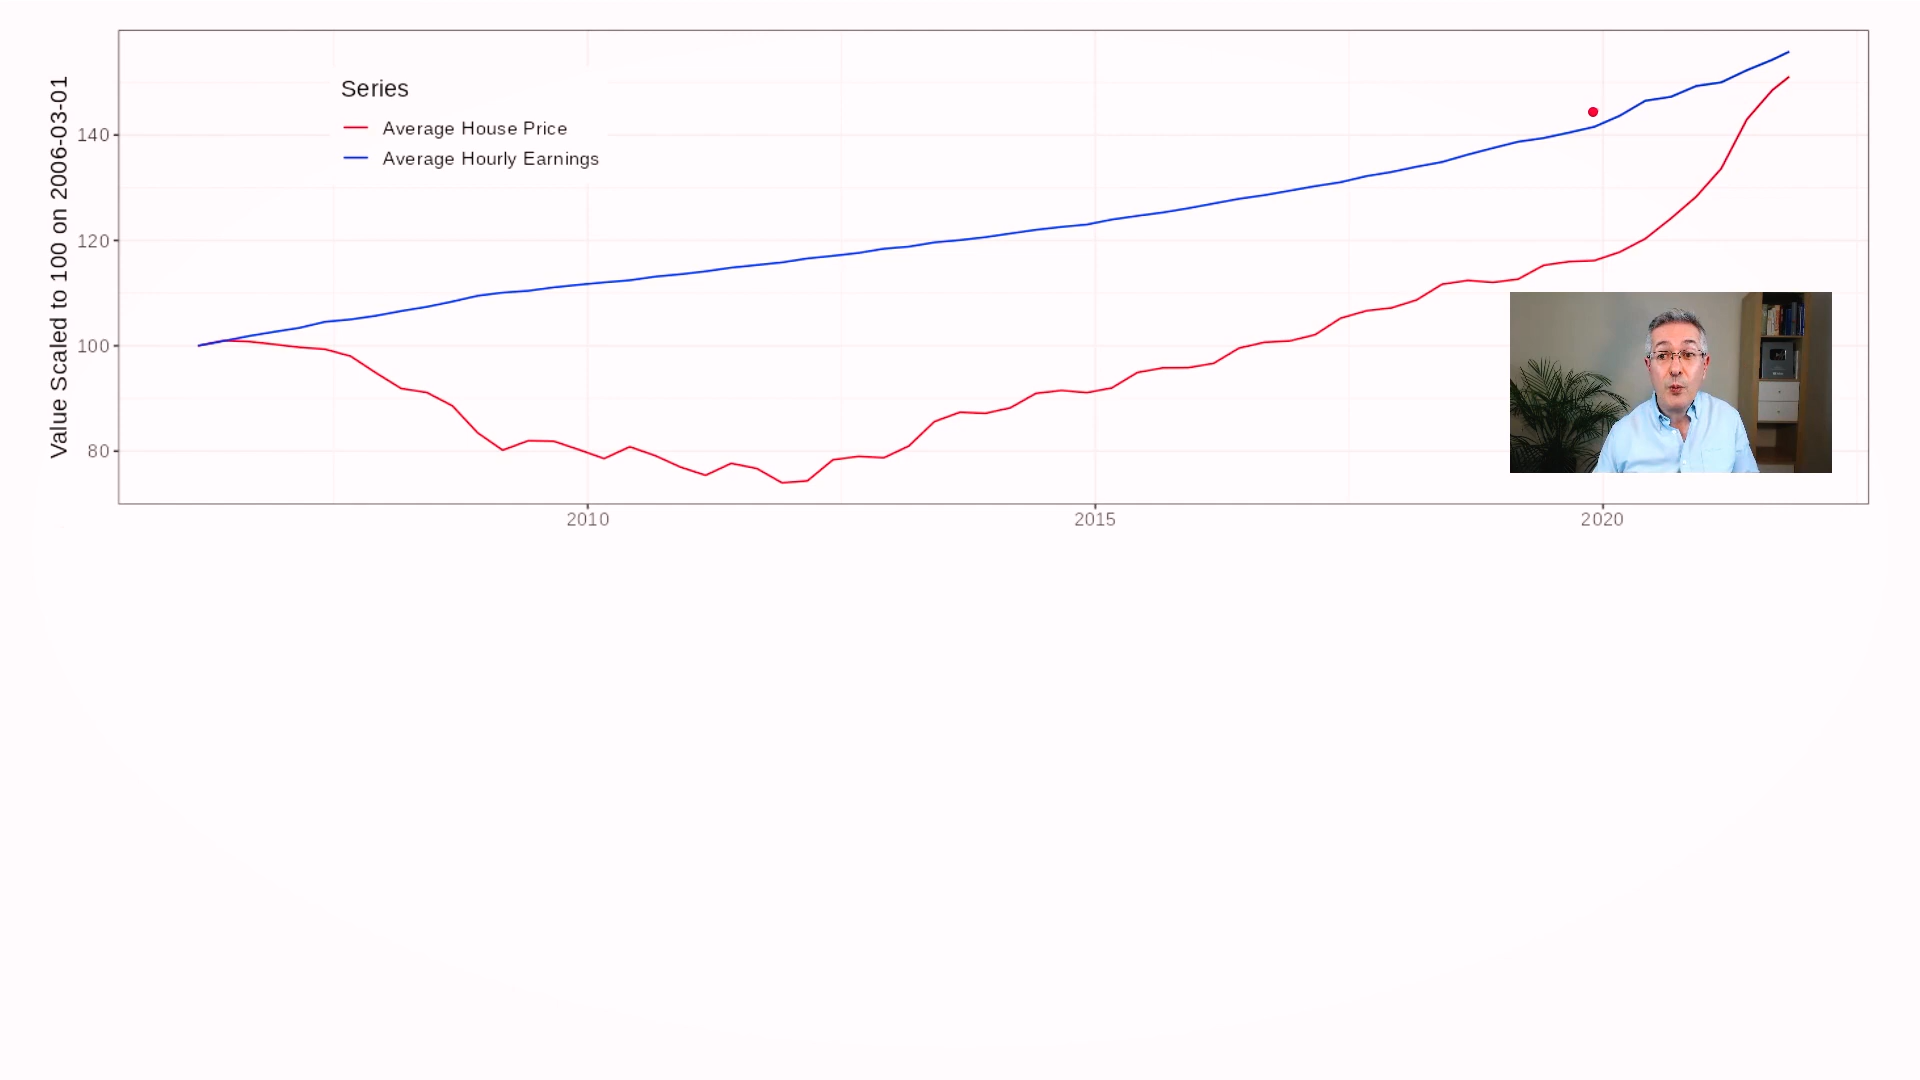 Series
Average House Price
Average Hourly Earnings
Value Scaled to 100 on 2006-03-01
140
120
100
80
2010
2015
2020